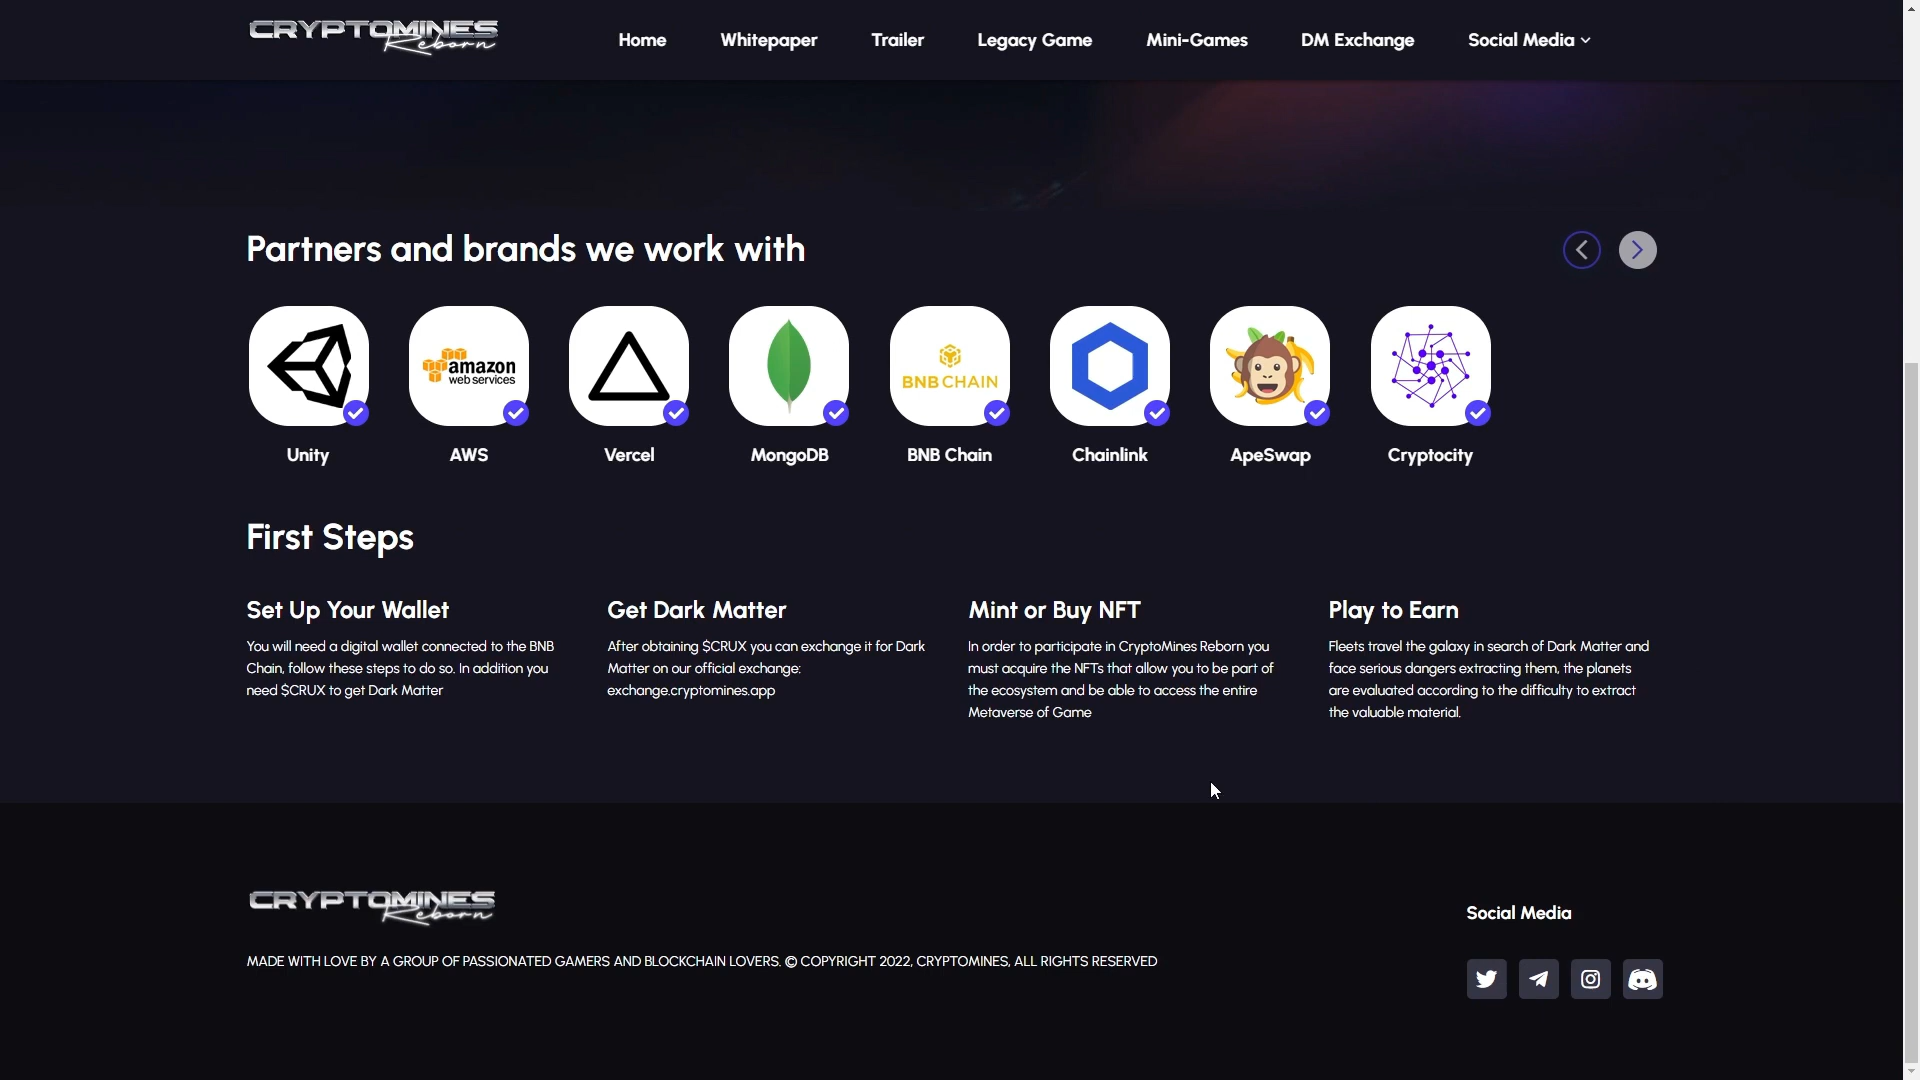 CRYPTOMINES
Reborn
Home
Whitepaper
Trailer
Legacy Game
Mini-Games
DM Exchange
Social Media
Partners and brands we work with
amazon
web services
BNB CHAIN
Unity
AWS
Vercel
MongoDB
BNB Chain
Chainlink
ApeSwap
Cryptocity
First Steps
Set Up Your Wallet
You will need a digital wallet connected to the BNB
Chain, follow these steps to do so. In addition you
need $CRUX to get Dark Matter
Get Dark Matter
After obtaining $CRUX you can exchange it for Dark
Matter on our official exchange:
exchange.cryptomines.app
Mint or Buy NFT
In order to participate in CryptoMines Reborn you
must acquire the NFTs that allow you to be part of
the ecosystem and be able to access the entire
Metaverse of Game
Play to Earn
Fleets travel the galaxy in search of Dark Matter and
face serious dangers extracting them, the planets
are evaluated according to the difficulty to extract
the valuable material.
CRYPTOMINES
Reborn
MADE WITH LOVE BY A GROUP OF PASSIONATED GAMERS AND BLOCKCHAIN LOVERS. © COPYRIGHT 2022, CRYPTOMINES, ALL RIGHTS RESERVED
Social Media